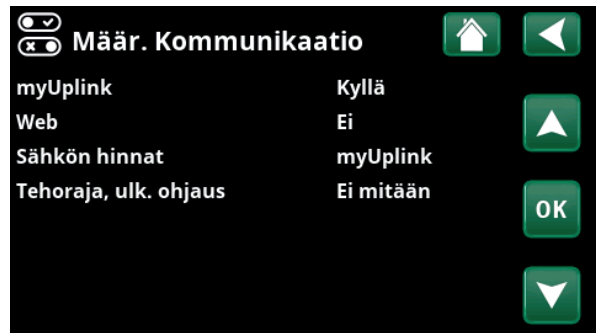 Määr. Kommunikaatio
myUplink Kyllä
Web Ei
Sähkön hinnat myUplink
Tehoraja, ulk. ohjaus Ei mitään
OK